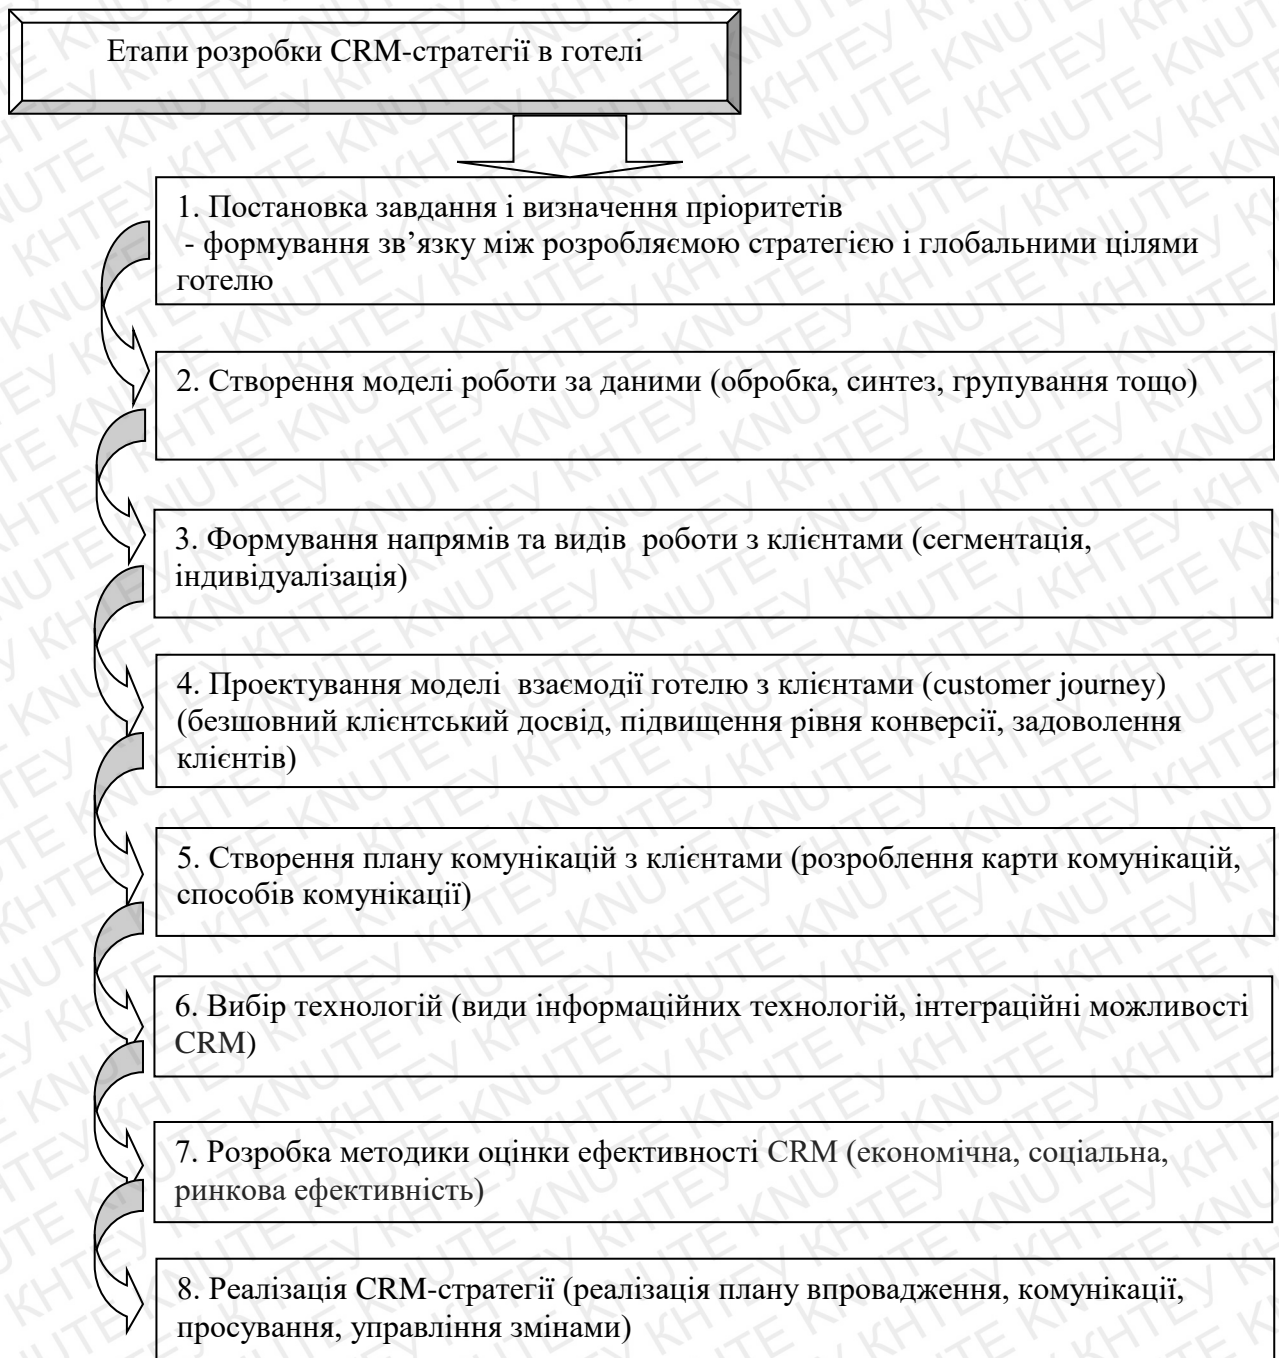 Етапи розробки CRM-стратегії в готелі
1. Постановка завдання і визначення пріоритетів
- формування зв’язку між розробляємою стратегією і глобальними цілями
готелю
2. Створення моделі роботи за даними (обробка, синтез, групування тощо)
3. Формування напрямів та видів роботи з клієнтами (сегментація,
індивідуалізація)
4. Проектування моделі взаємодії готелю з клієнтами (customer journey)
(безшовний клієнтський досвід, підвищення рівня конверсії, задоволення
клієнтів)
5. Створення плану комунікацій з клієнтами (розроблення карти комунікацій,
способів комунікації)
6. Вибір технологій (види інформаційних технологій, інтеграційні можливості
CRM)
7. Розробка методики оцінки ефективності CRM (економічна, соціальна,
ринкова ефективність)
8. Реалізація CRM-стратегії (реалізація плану впровадження, комунікації,
просування, управління змінами)